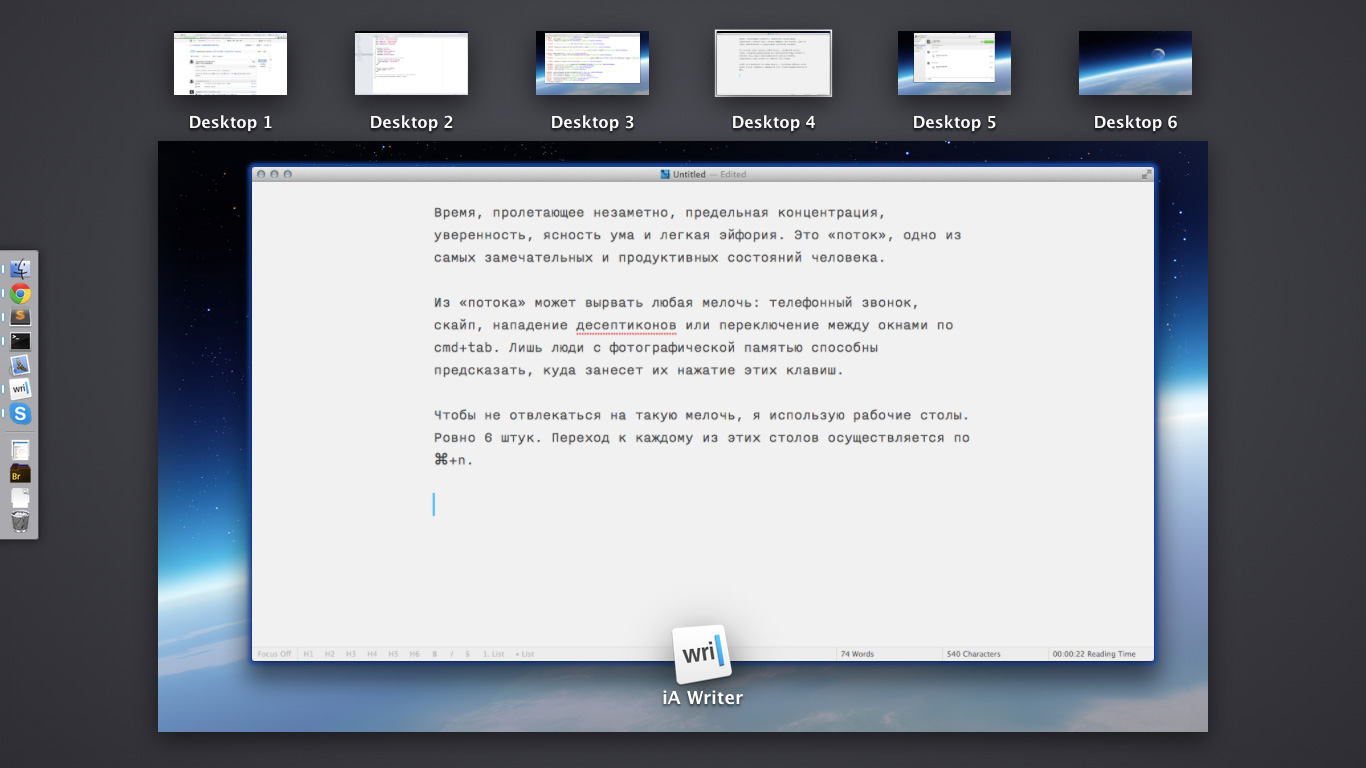 Desktop 1 Desktop 2 Desktop 3 Desktop 4 Desktop 5 Desktop 6
Untitled — Edited
Время, пролетающее незаметно, предельная концентрация,
уверенность, ясность ума и легкая эйфория. Это «поток», одно из
самых замечательных и продуктивных состояний человека.
Из «потока» может вырвать любая мелочь: телефонный звонок,
скайп, нападение десептиконов или переключение между окнами по
cmd+tab. Лишь люди с фотографической памятью способны
предсказать, куда занесет их нажатие этих клавиш.
Чтобы не отвлекаться на такую мелочь, я использую рабочие столы.
Ровно 6 штук. Переход к каждому из этих столов осуществляется по
⌘+n.
Focus Off H1 H2 H3 H4 H5 H6 B / S 1. List • List 74 Words 540 Characters 00:00:22 Reading Time
wri
iA Writer
S
wri
S
Br